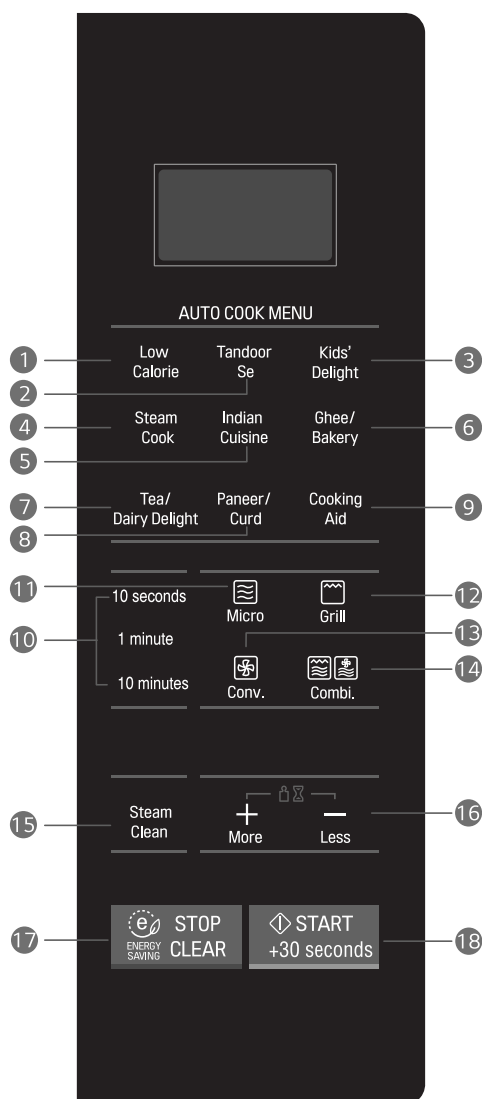 AUTO COOK MENU
1
Low
Calorie
2
Tandoor
Se
3
Kids'
Delight
4
Steam
Cook
5
Indian
Cuisine
6
Ghee/
Bakery
7
Tea/
Dairy Delight
8
Paneer/
Curd
9
Cooking
Aid
10
10 seconds
1 minute
10 minutes
11
Micro
12
Grill
13
Conv.
14
Combi.
15
Steam
Clean
16
+
More
−
Less
17
e
ENERGY
SAVING
STOP
CLEAR
18
START
+30 seconds